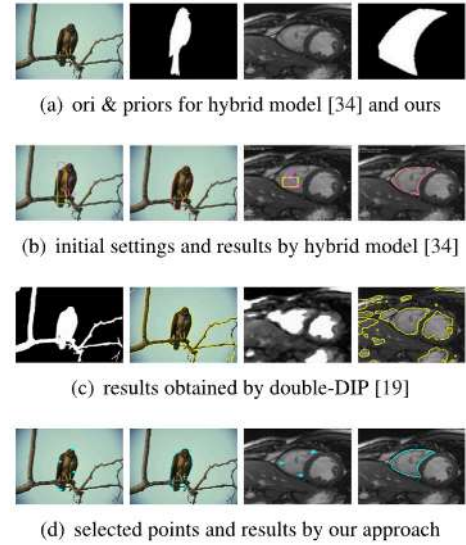 (a) ori & priors for hybrid model [34] and ours
(b) initial settings and results by hybrid model [34]
(c) results obtained by double-DIP [19]
(d) selected points and results by our approach